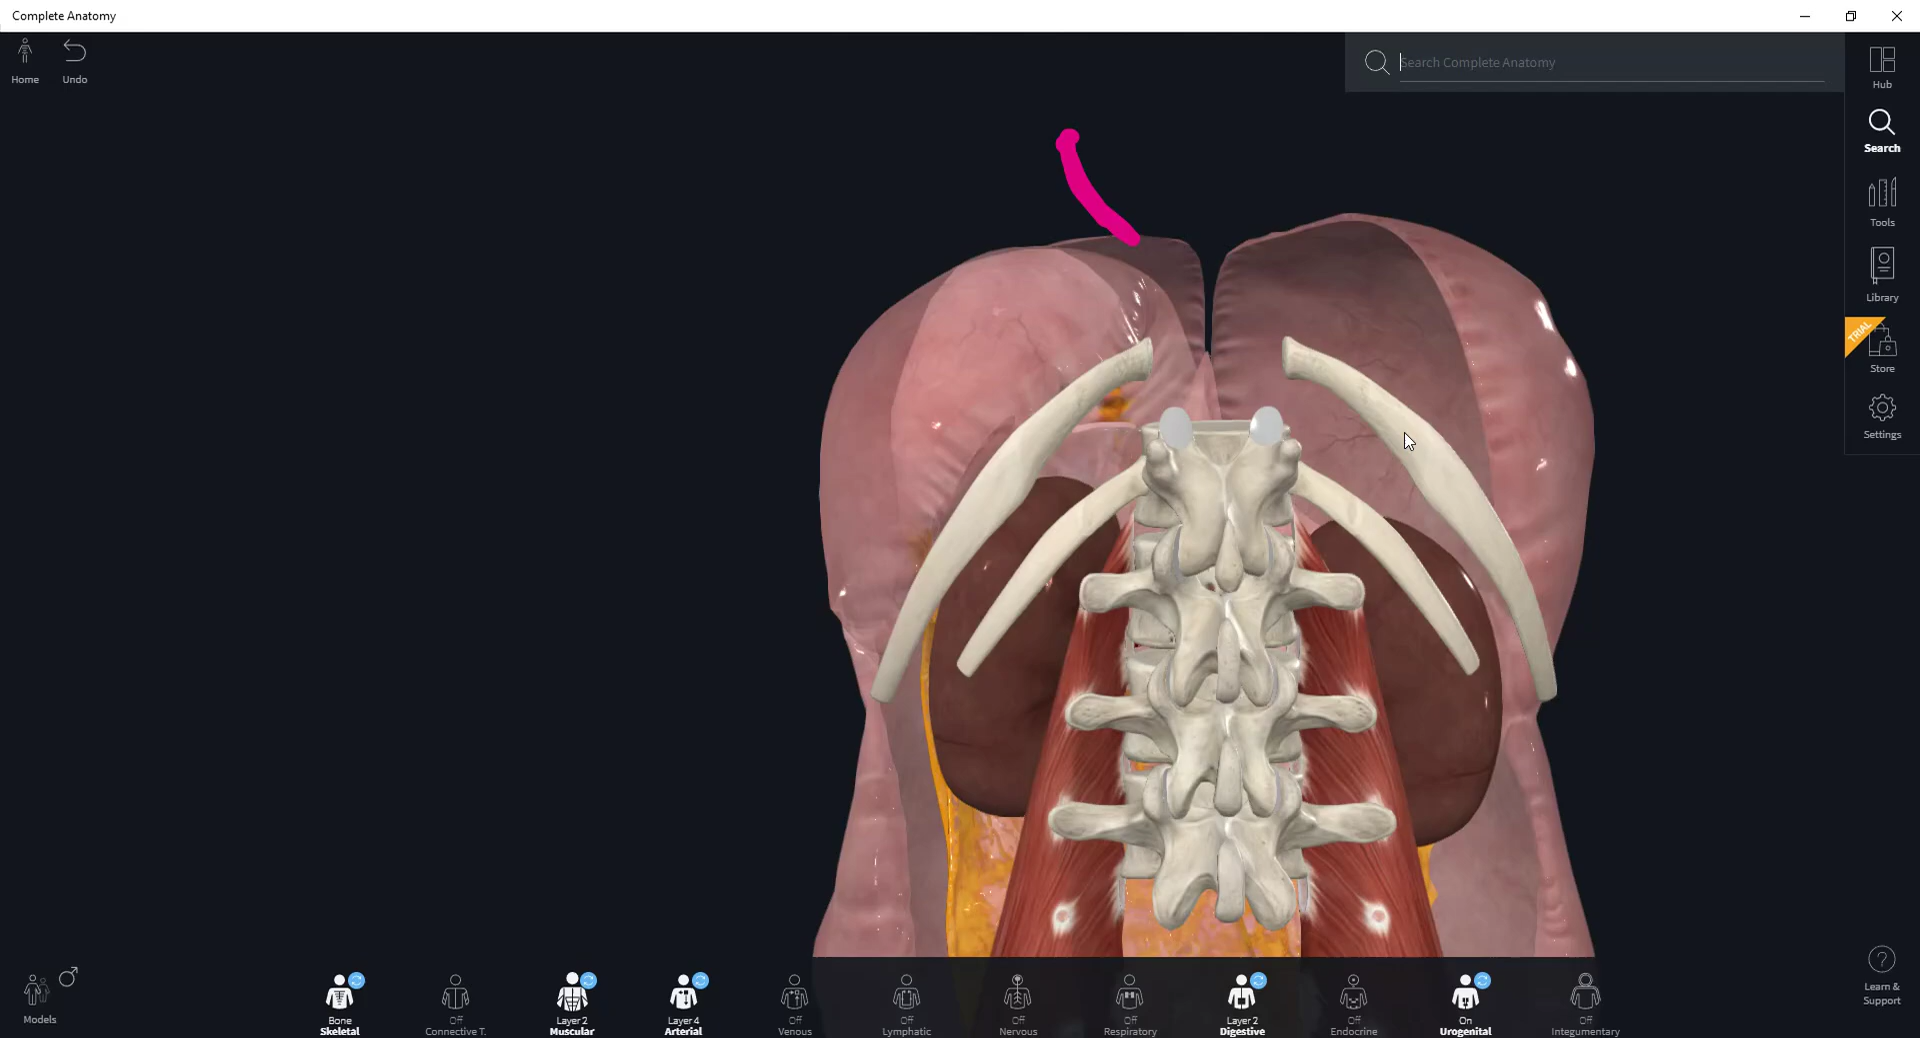 Complete Anatomy
Home
Undo
Search Complete Anatomy
Hub
Search
Tools
Library
TRIAL
Store
Settings
Learn &
Support
Models
Bone
Skeletal
Off
Connective T.
Layer 2
Muscular
Layer 4
Arterial
Off
Venous
Off
Lymphatic
Off
Nervous
Off
Respiratory
Layer 2
Digestive
Off
Endocrine
On
Urogenital
Off
Integumentary